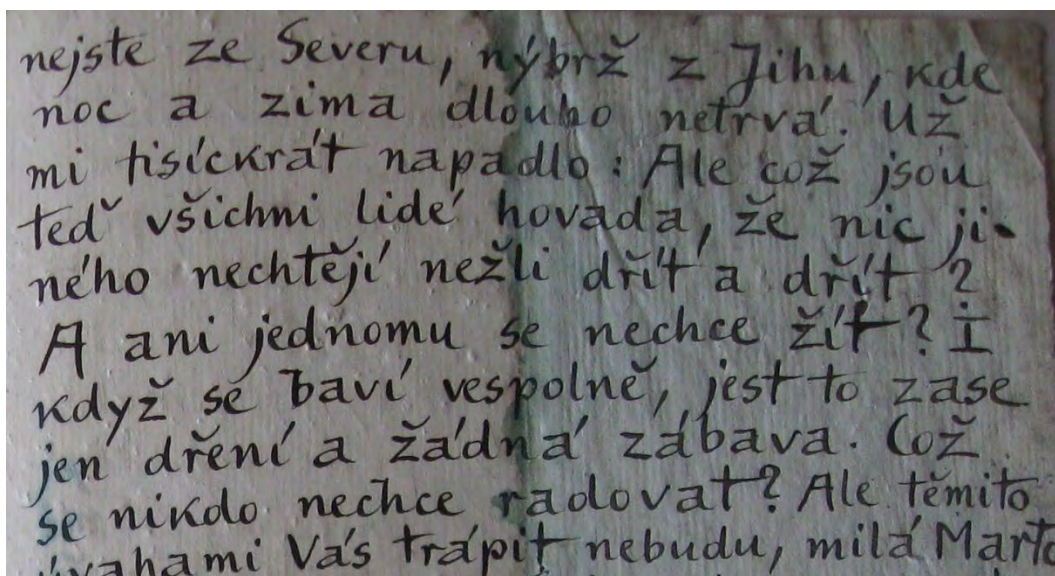 nejste ze Severu, nýbrž z Jihu, kde
noc a zima dlouho netrvá. Už
mi tisíckrát napadlo: Ale což jsou
teď všichni lidé hovada, že nic ji-
ného nechtějí nežli dřít a dřít?
A ani jednomu se nechce žít? I
když se baví vespolně, jest to zase
jen dření a žádná zábava. Což
se nikdo nechce radovat? Ale těmito
úvahami Vás trápit nebudu, milá Marto